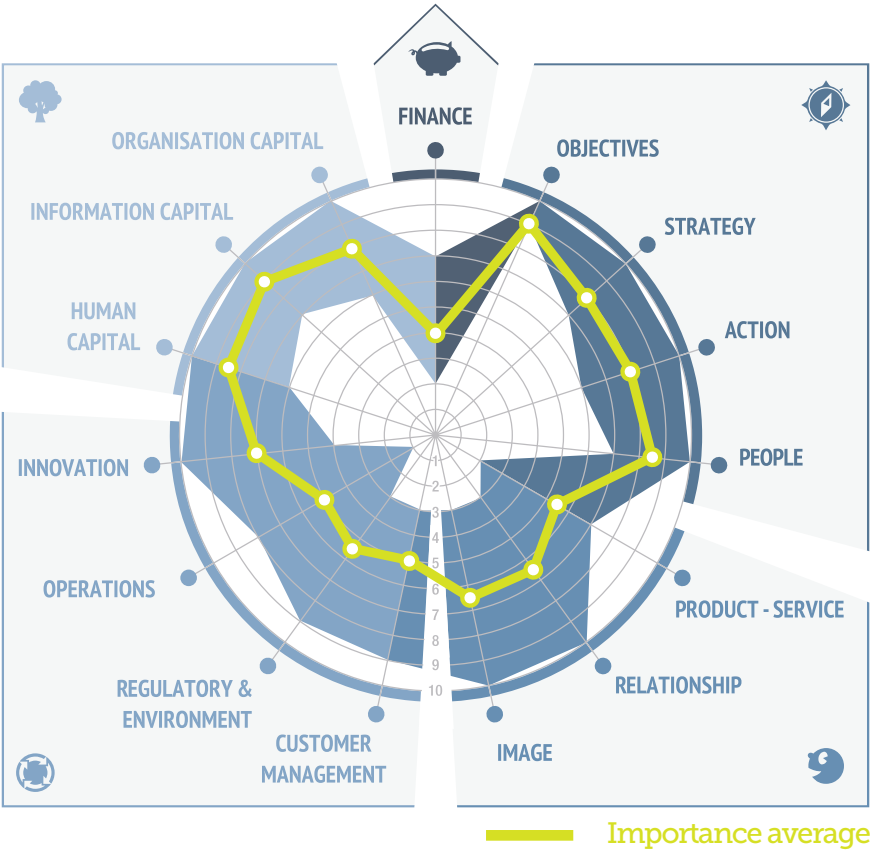 FINANCE
ORGANISATION CAPITAL
OBJECTIVES
INFORMATION CAPITAL
STRATEGY
HUMAN
CAPITAL
ACTION
INNOVATION
PEOPLE
1
2
3
4
5
6
7
8
9
10
OPERATIONS
PRODUCT - SERVICE
REGULATORY &
ENVIRONMENT
RELATIONSHIP
CUSTOMER
MANAGEMENT
IMAGE
Importance average